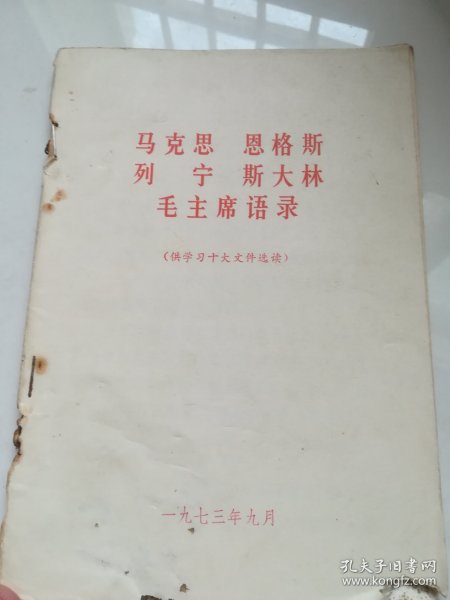 马克思 恩格斯
列 宁 斯大林
毛主席语录
（供学习十大文件选读）
一九七三年九月
孔夫子旧书网
www.kongfz.com